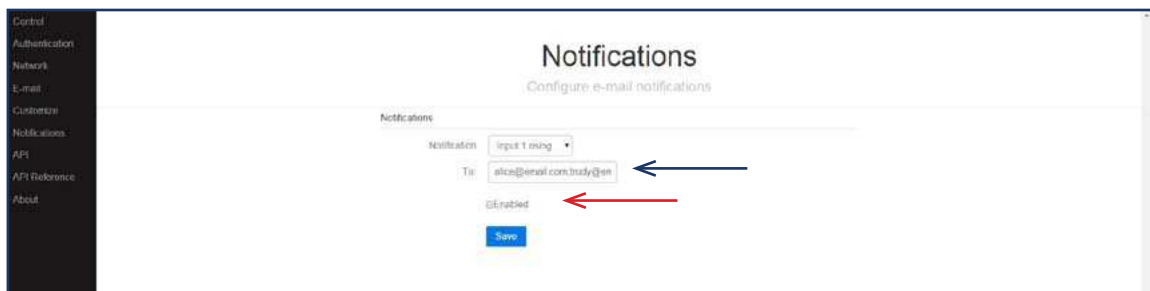 Control
Authentication
Network
E-mail
Customize
Notifications
API
API Reference
About
Notifications
Configure e-mail notifications
Notifications
Notification Input 1 rising
To: alice@email.com;trudy@em
Enabled
Save